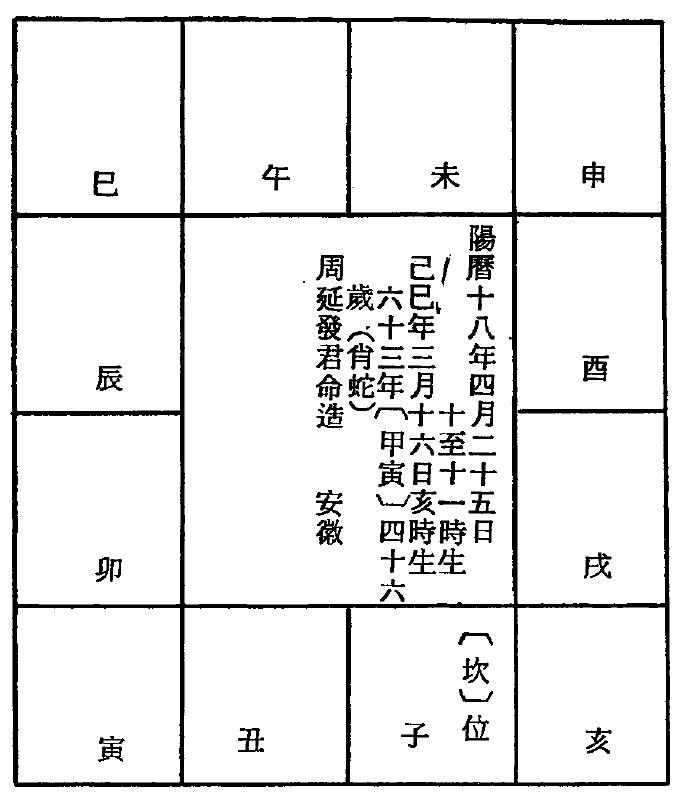 巳
午
未
申
陽曆十八年四月二十五日
十至十一時生
己巳年三月十六日亥時生
六十三年〔甲寅〕四十六
歲（肖蛇）
周延發君命造 安徽
辰
酉
卯
戌
〔坎〕位
寅
丑
子
亥